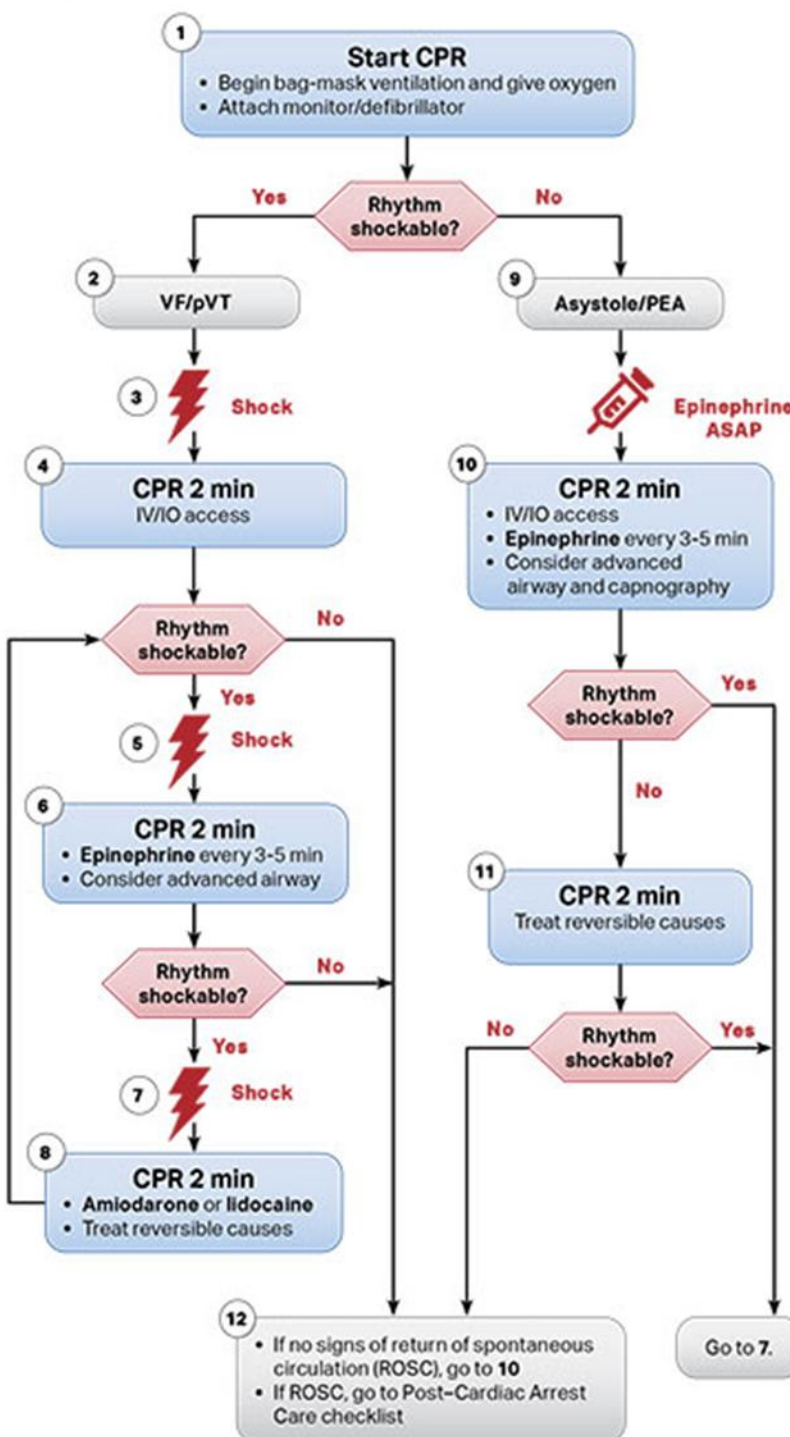 1
Start CPR
• Begin bag-mask ventilation and give oxygen
• Attach monitor/defibrillator
Rhythm
shockable?
Yes
No
2
VF/pVT
3
Shock
4
CPR 2 min
IV/IO access
Rhythm
shockable?
No
Yes
5
Shock
6
CPR 2 min
• Epinephrine every 3-5 min
• Consider advanced airway
Rhythm
shockable?
No
Yes
7
Shock
8
CPR 2 min
• Amiodarone or lidocaine
• Treat reversible causes
9
Asystole/PEA
E
Epinephrine
ASAP
10
CPR 2 min
• IV/IO access
• Epinephrine every 3-5 min
• Consider advanced
airway and capnography
Rhythm
shockable?
Yes
No
11
CPR 2 min
Treat reversible causes
Rhythm
shockable?
No
Yes
12
• If no signs of return of spontaneous
circulation (ROSC), go to 10
• If ROSC, go to Post–Cardiac Arrest
Care checklist
Go to 7.